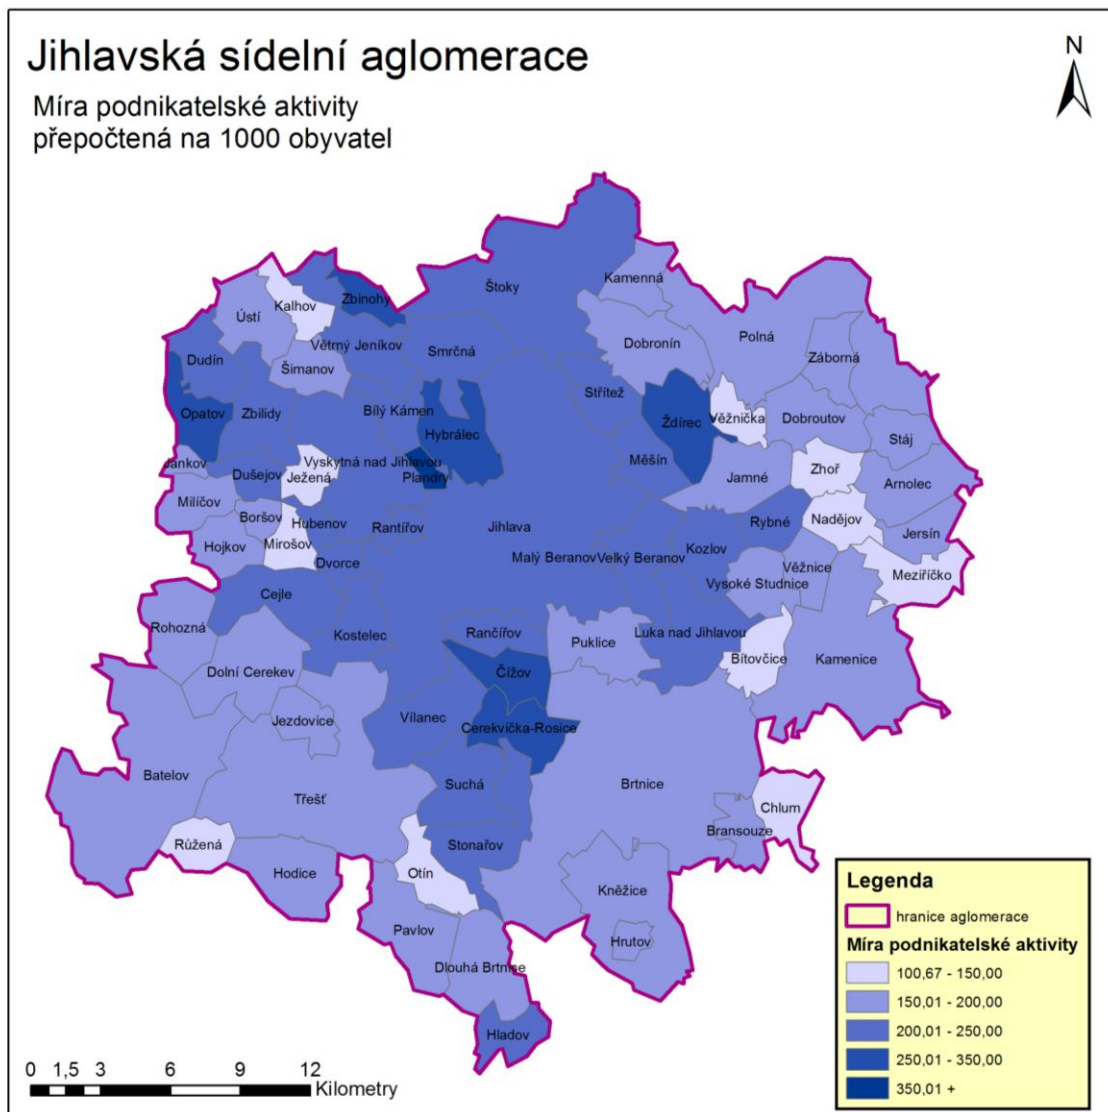 Jihlavská sídelní aglomerace
Míra podnikatelské aktivity
přepočtená na 1000 obyvatel
N
Štoky
Kamenná
Zbinohy
Kalhov
Ústí
Polná
Větrný Jeníkov
Dobronín
Smrčná
Záborná
Dudín
Šimanov
Střítež
Opatov
Zbilidy
Bílý Kámen
Věžnička
Dobroutov
Ždírec
Hybrálec
Stáj
Měšín
Jankov
Vyskytná nad Jihlavou
Zhoř
Dušejov
Ježená
Plandry
Jamné
Arnolec
Milíčov
Boršov
Hubenov
Rantířov
Jihlava
Rybné
Nadějov
Jersín
Hojkov
Mirošov
Dvorce
Malý Beranov
Velký Beranov
Kozlov
Věžnice
Meziříčko
Vysoké Studnice
Cejle
Rohozná
Kostelec
Rančířov
Puklice
Luka nad Jihlavou
Bítovčice
Kamenice
Dolní Cerekev
Čížov
Jezdovice
Vílanec
Cerekvička-Rosice
Batelov
Suchá
Brtnice
Třešť
Chlum
Bransouze
Růžená
Stonařov
Hodice
Otín
Kněžice
Pavlov
Hrutov
Dlouhá Brtnice
Hladov
0 1,5 3 6 9 12
Kilometry
Legenda
hranice aglomerace
Míra podnikatelské aktivity
100,67 - 150,00
150,01 - 200,00
200,01 - 250,00
250,01 - 350,00
350,01 +